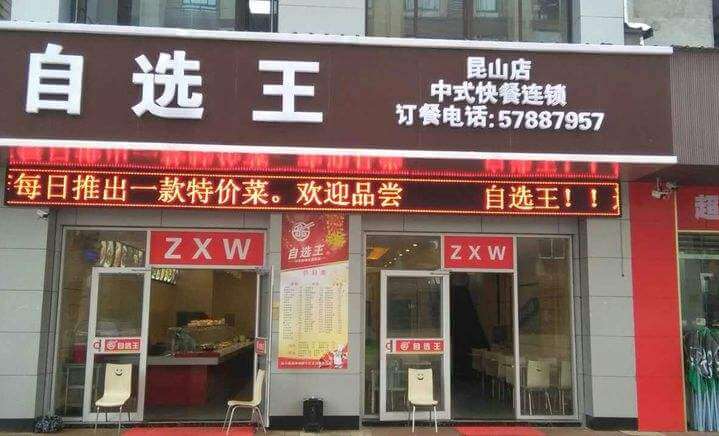 自选王
昆山店
中式快餐连锁
订餐电话:57887957
每日推出一款特价菜。欢迎品尝 自选王！！
ZXW
ZXW
自选王
自选王
自选王
超